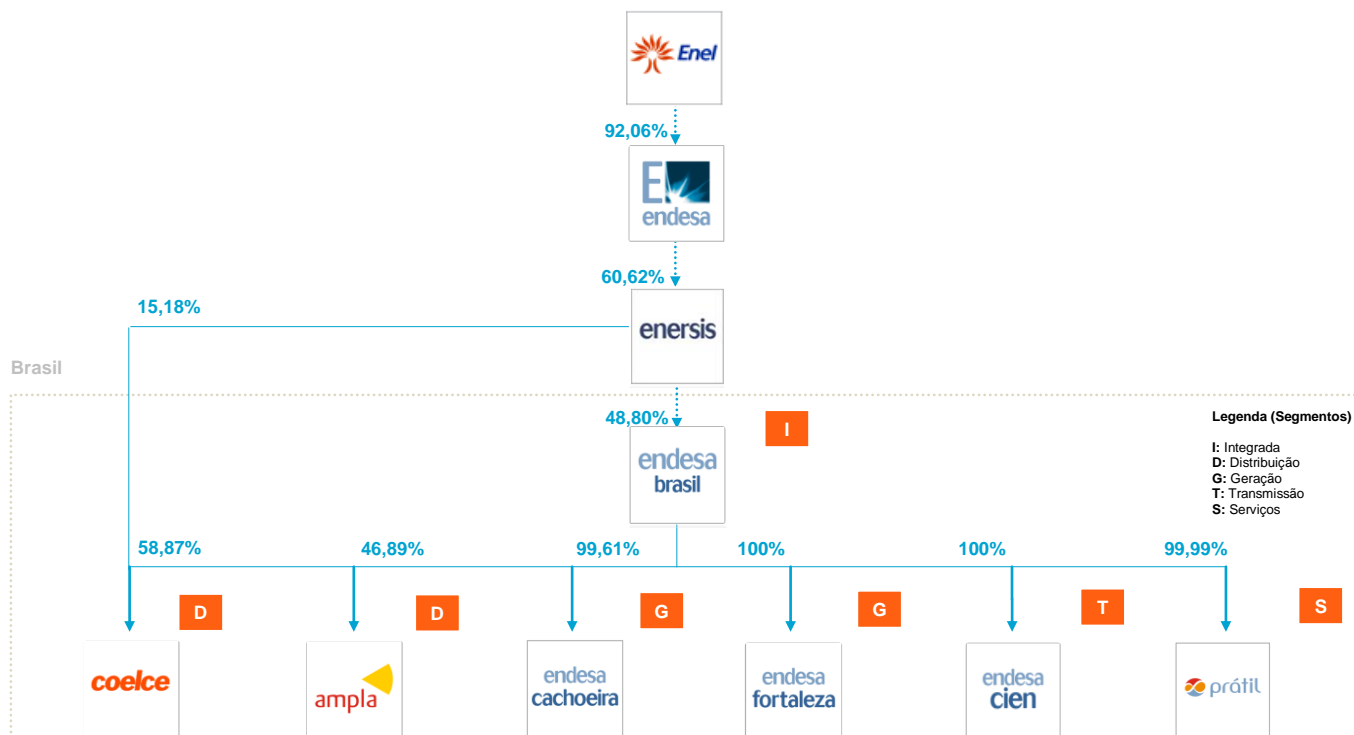 Enel
92,06%
E
endesa
60,62%
15,18%
enersis
Brasil
48,80%
I
Legenda (Segmentos)
endesa
brasil
I: Integrada
D: Distribuição
G: Geração
T: Transmissão
S: Serviços
58,87%
46,89%
99,61%
100%
100%
99,99%
D
D
G
G
T
S
coelce
ampla
endesa
cachoeira
endesa
fortaleza
endesa
cien
prátil